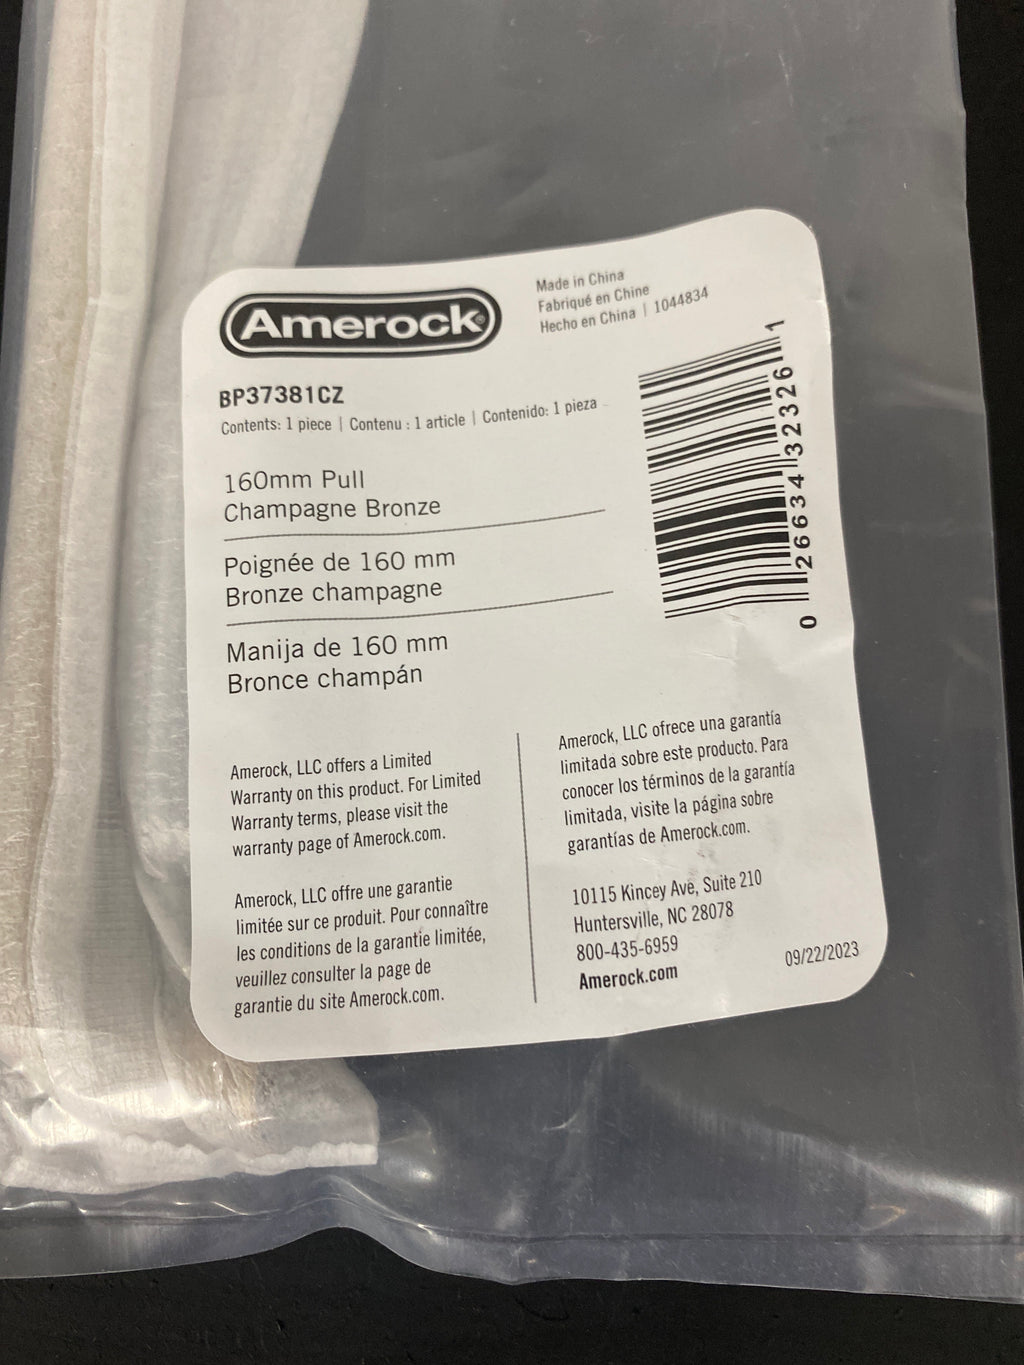 Amerock®
Made in China
Fabriqué en Chine
Hecho en China | 1044834
BP37381CZ
Contents: 1 piece | Contenu : 1 article | Contenido: 1 pieza
160mm Pull
Champagne Bronze
Poignée de 160 mm
Bronze champagne
Manija de 160 mm
Bronce champán
0 26634 32326 1
Amerock, LLC offers a Limited
Warranty on this product. For Limited
Warranty terms, please visit the
warranty page of Amerock.com.
Amerock, LLC offre une garantie
limitée sur ce produit. Pour connaître
les conditions de la garantie limitée,
veuillez consulter la page de
garantie du site Amerock.com.
Amerock, LLC ofrece una garantía
limitada sobre este producto. Para
conocer los términos de la garantía
limitada, visite la página sobre
garantías de Amerock.com.
10115 Kincey Ave, Suite 210
Huntersville, NC 28078
800-435-6959
Amerock.com
09/22/2023